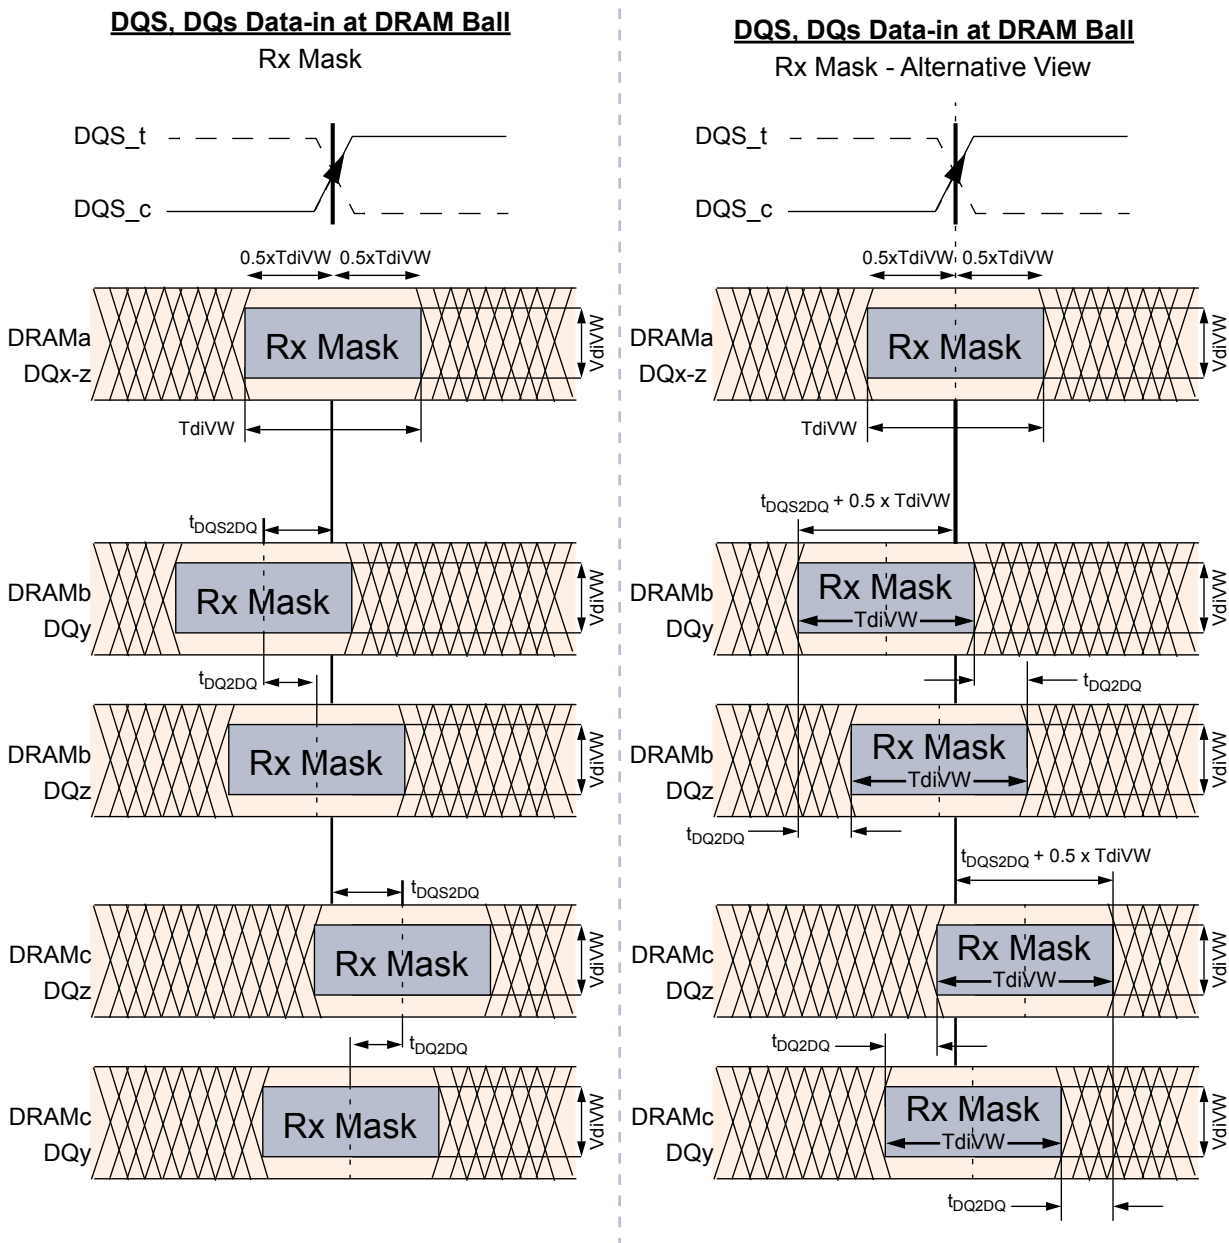 DQS, DQs Data-in at DRAM Ball
Rx Mask
DQS_t
DQS_c
0.5xTdiVW 0.5xTdiVW
DRAMa
DQx-z
Rx Mask
VdiVW
TdiVW
tDQS2DQ
DRAMb
DQy
Rx Mask
VdiVW
tDQ2DQ
DRAMb
DQz
Rx Mask
VdiVW
tDQS2DQ
DRAMc
DQz
Rx Mask
VdiVW
tDQ2DQ
DRAMc
DQy
Rx Mask
VdiVW
DQS, DQs Data-in at DRAM Ball
Rx Mask - Alternative View
DQS_t
DQS_c
0.5xTdiVW 0.5xTdiVW
DRAMa
DQx-z
Rx Mask
VdiVW
TdiVW
tDQS2DQ + 0.5 x TdiVW
DRAMb
DQy
Rx Mask
TdiVW
VdiVW
tDQ2DQ
DRAMb
DQz
Rx Mask
TdiVW
VdiVW
tDQ2DQ
tDQS2DQ + 0.5 x TdiVW
DRAMc
DQz
Rx Mask
TdiVW
VdiVW
tDQ2DQ
DRAMc
DQy
Rx Mask
TdiVW
VdiVW
tDQ2DQ